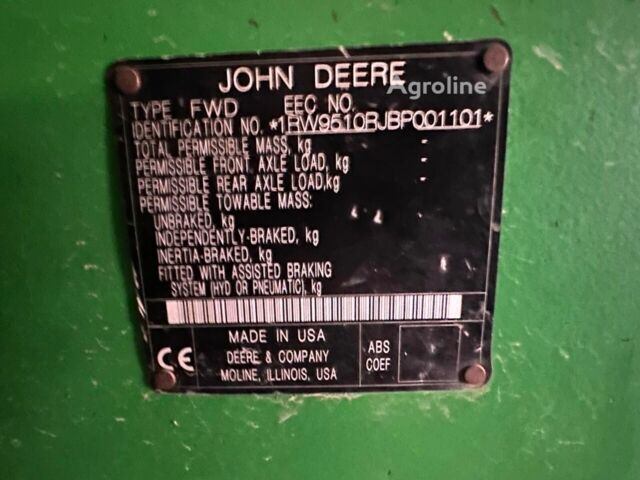 JOHN DEERE
TYPE FWD EEC NO.
IDENTIFICATION NO. *1RW9510RJBP001101*
TOTAL PERMISSIBLE MASS, kg -
PERMISSIBLE FRONT AXLE LOAD, kg -
PERMISSIBLE REAR AXLE LOAD,kg -
PERMISSIBLE TOWABLE MASS:
UNBRAKED, kg
INDEPENDENTLY-BRAKED, kg
INERTIA-BRAKED, kg
FITTED WITH ASSISTED BRAKING
SYSTEM (HYD OR PNEUMATIC), kg
CE
MADE IN USA
DEERE & COMPANY
MOLINE, ILLINOIS, USA
ABS
COEF
Agroline